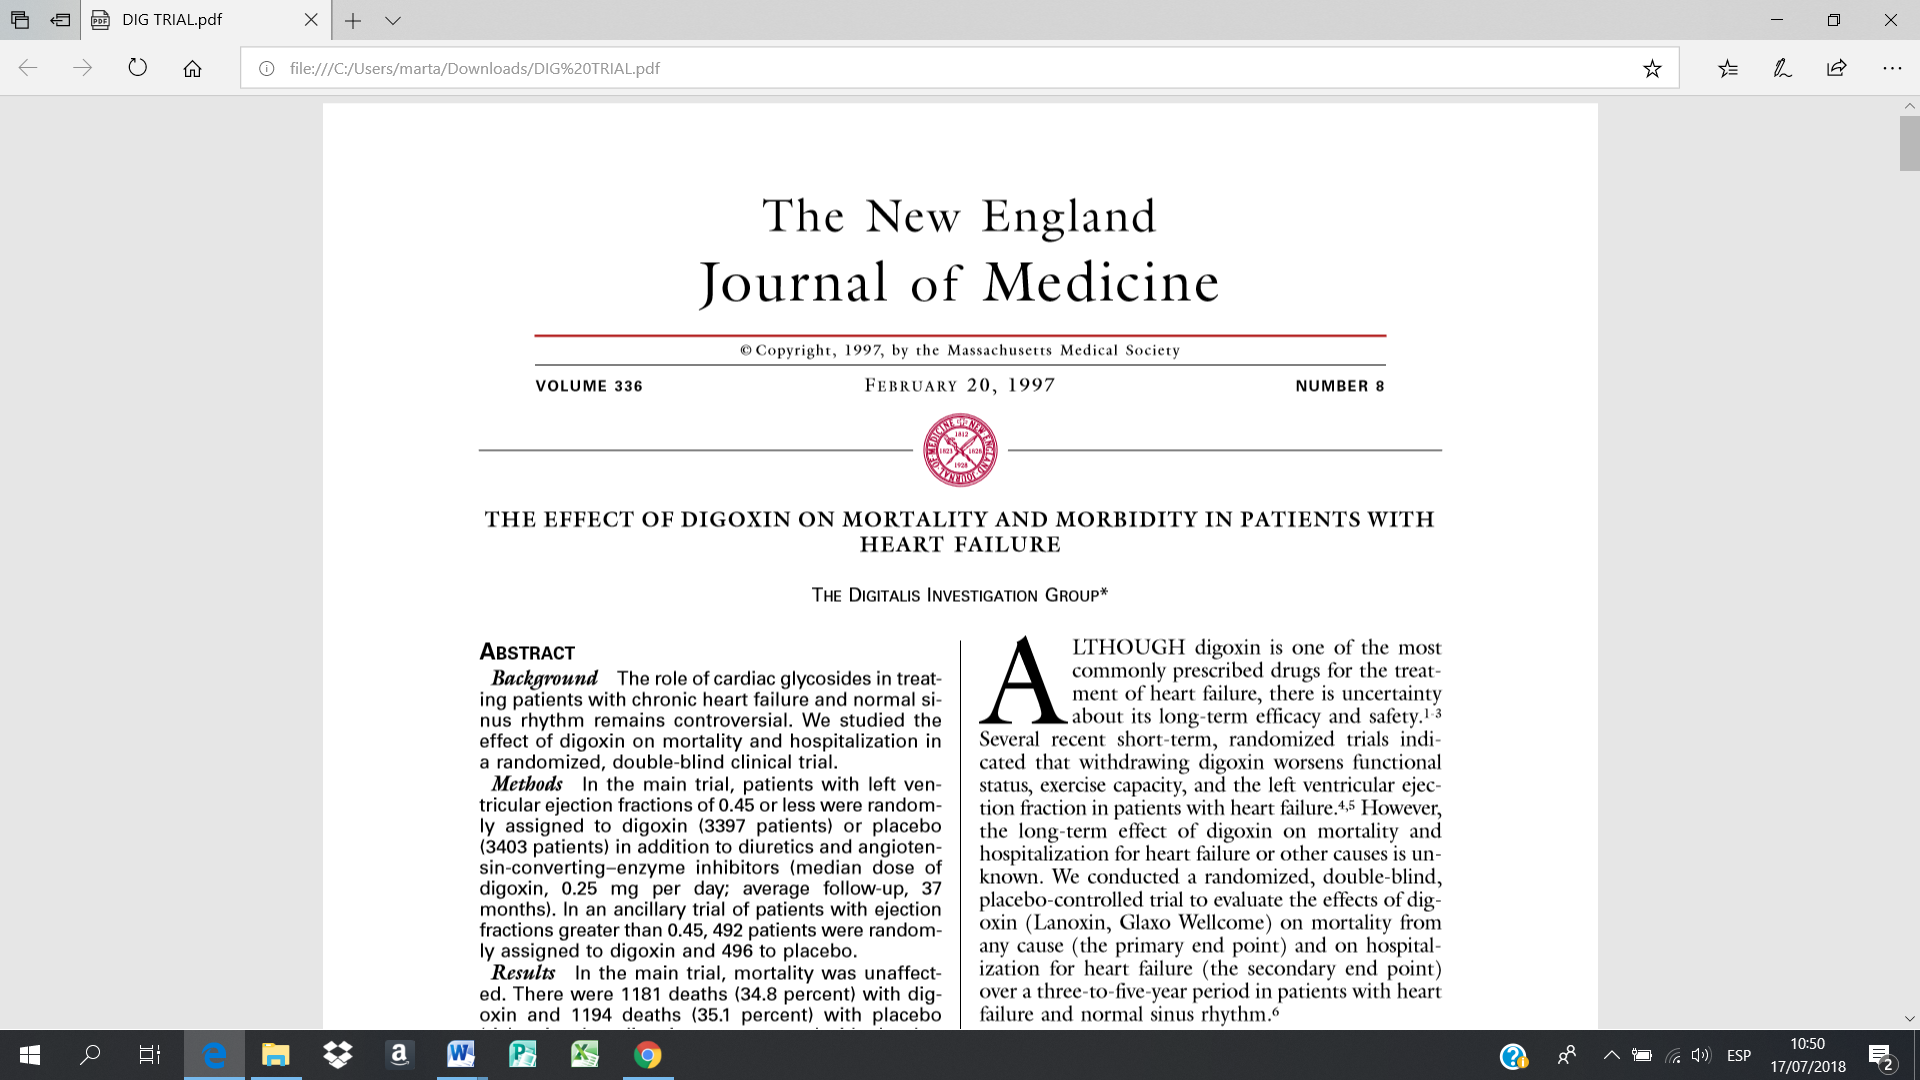 DIG TRIAL.pdf
file:///C:/Users/marta/Downloads/DIG%20TRIAL.pdf
The New England
Journal of Medicine
© Copyright, 1997, by the Massachusetts Medical Society
VOLUME 336
FEBRUARY 20, 1997
NUMBER 8
1812
1821
1828
1928
THE EFFECT OF DIGOXIN ON MORTALITY AND MORBIDITY IN PATIENTS WITH
HEART FAILURE
THE DIGITALIS INVESTIGATION GROUP*
ABSTRACT
Background The role of cardiac glycosides in treat-
ing patients with chronic heart failure and normal si-
nus rhythm remains controversial. We studied the
effect of digoxin on mortality and hospitalization in
a randomized, double-blind clinical trial.
Methods In the main trial, patients with left ven-
tricular ejection fractions of 0.45 or less were random-
ly assigned to digoxin (3397 patients) or placebo
(3403 patients) in addition to diuretics and angioten-
sin-converting–enzyme inhibitors (median dose of
digoxin, 0.25 mg per day; average follow-up, 37
months). In an ancillary trial of patients with ejection
fractions greater than 0.45, 492 patients were random-
ly assigned to digoxin and 496 to placebo.
Results In the main trial, mortality was unaffect-
ed. There were 1181 deaths (34.8 percent) with dig-
oxin and 1194 deaths (35.1 percent) with placebo
ALTHOUGH digoxin is one of the most
commonly prescribed drugs for the treat-
ment of heart failure, there is uncertainty
about its long-term efficacy and safety.1-3
Several recent short-term, randomized trials indi-
cated that withdrawing digoxin worsens functional
status, exercise capacity, and the left ventricular ejec-
tion fraction in patients with heart failure.4,5 However,
the long-term effect of digoxin on mortality and
hospitalization for heart failure or other causes is un-
known. We conducted a randomized, double-blind,
placebo-controlled trial to evaluate the effects of dig-
oxin (Lanoxin, Glaxo Wellcome) on mortality from
any cause (the primary end point) and on hospital-
ization for heart failure (the secondary end point)
over a three-to-five-year period in patients with heart
failure and normal sinus rhythm.6
ESP
10:50
17/07/2018
2